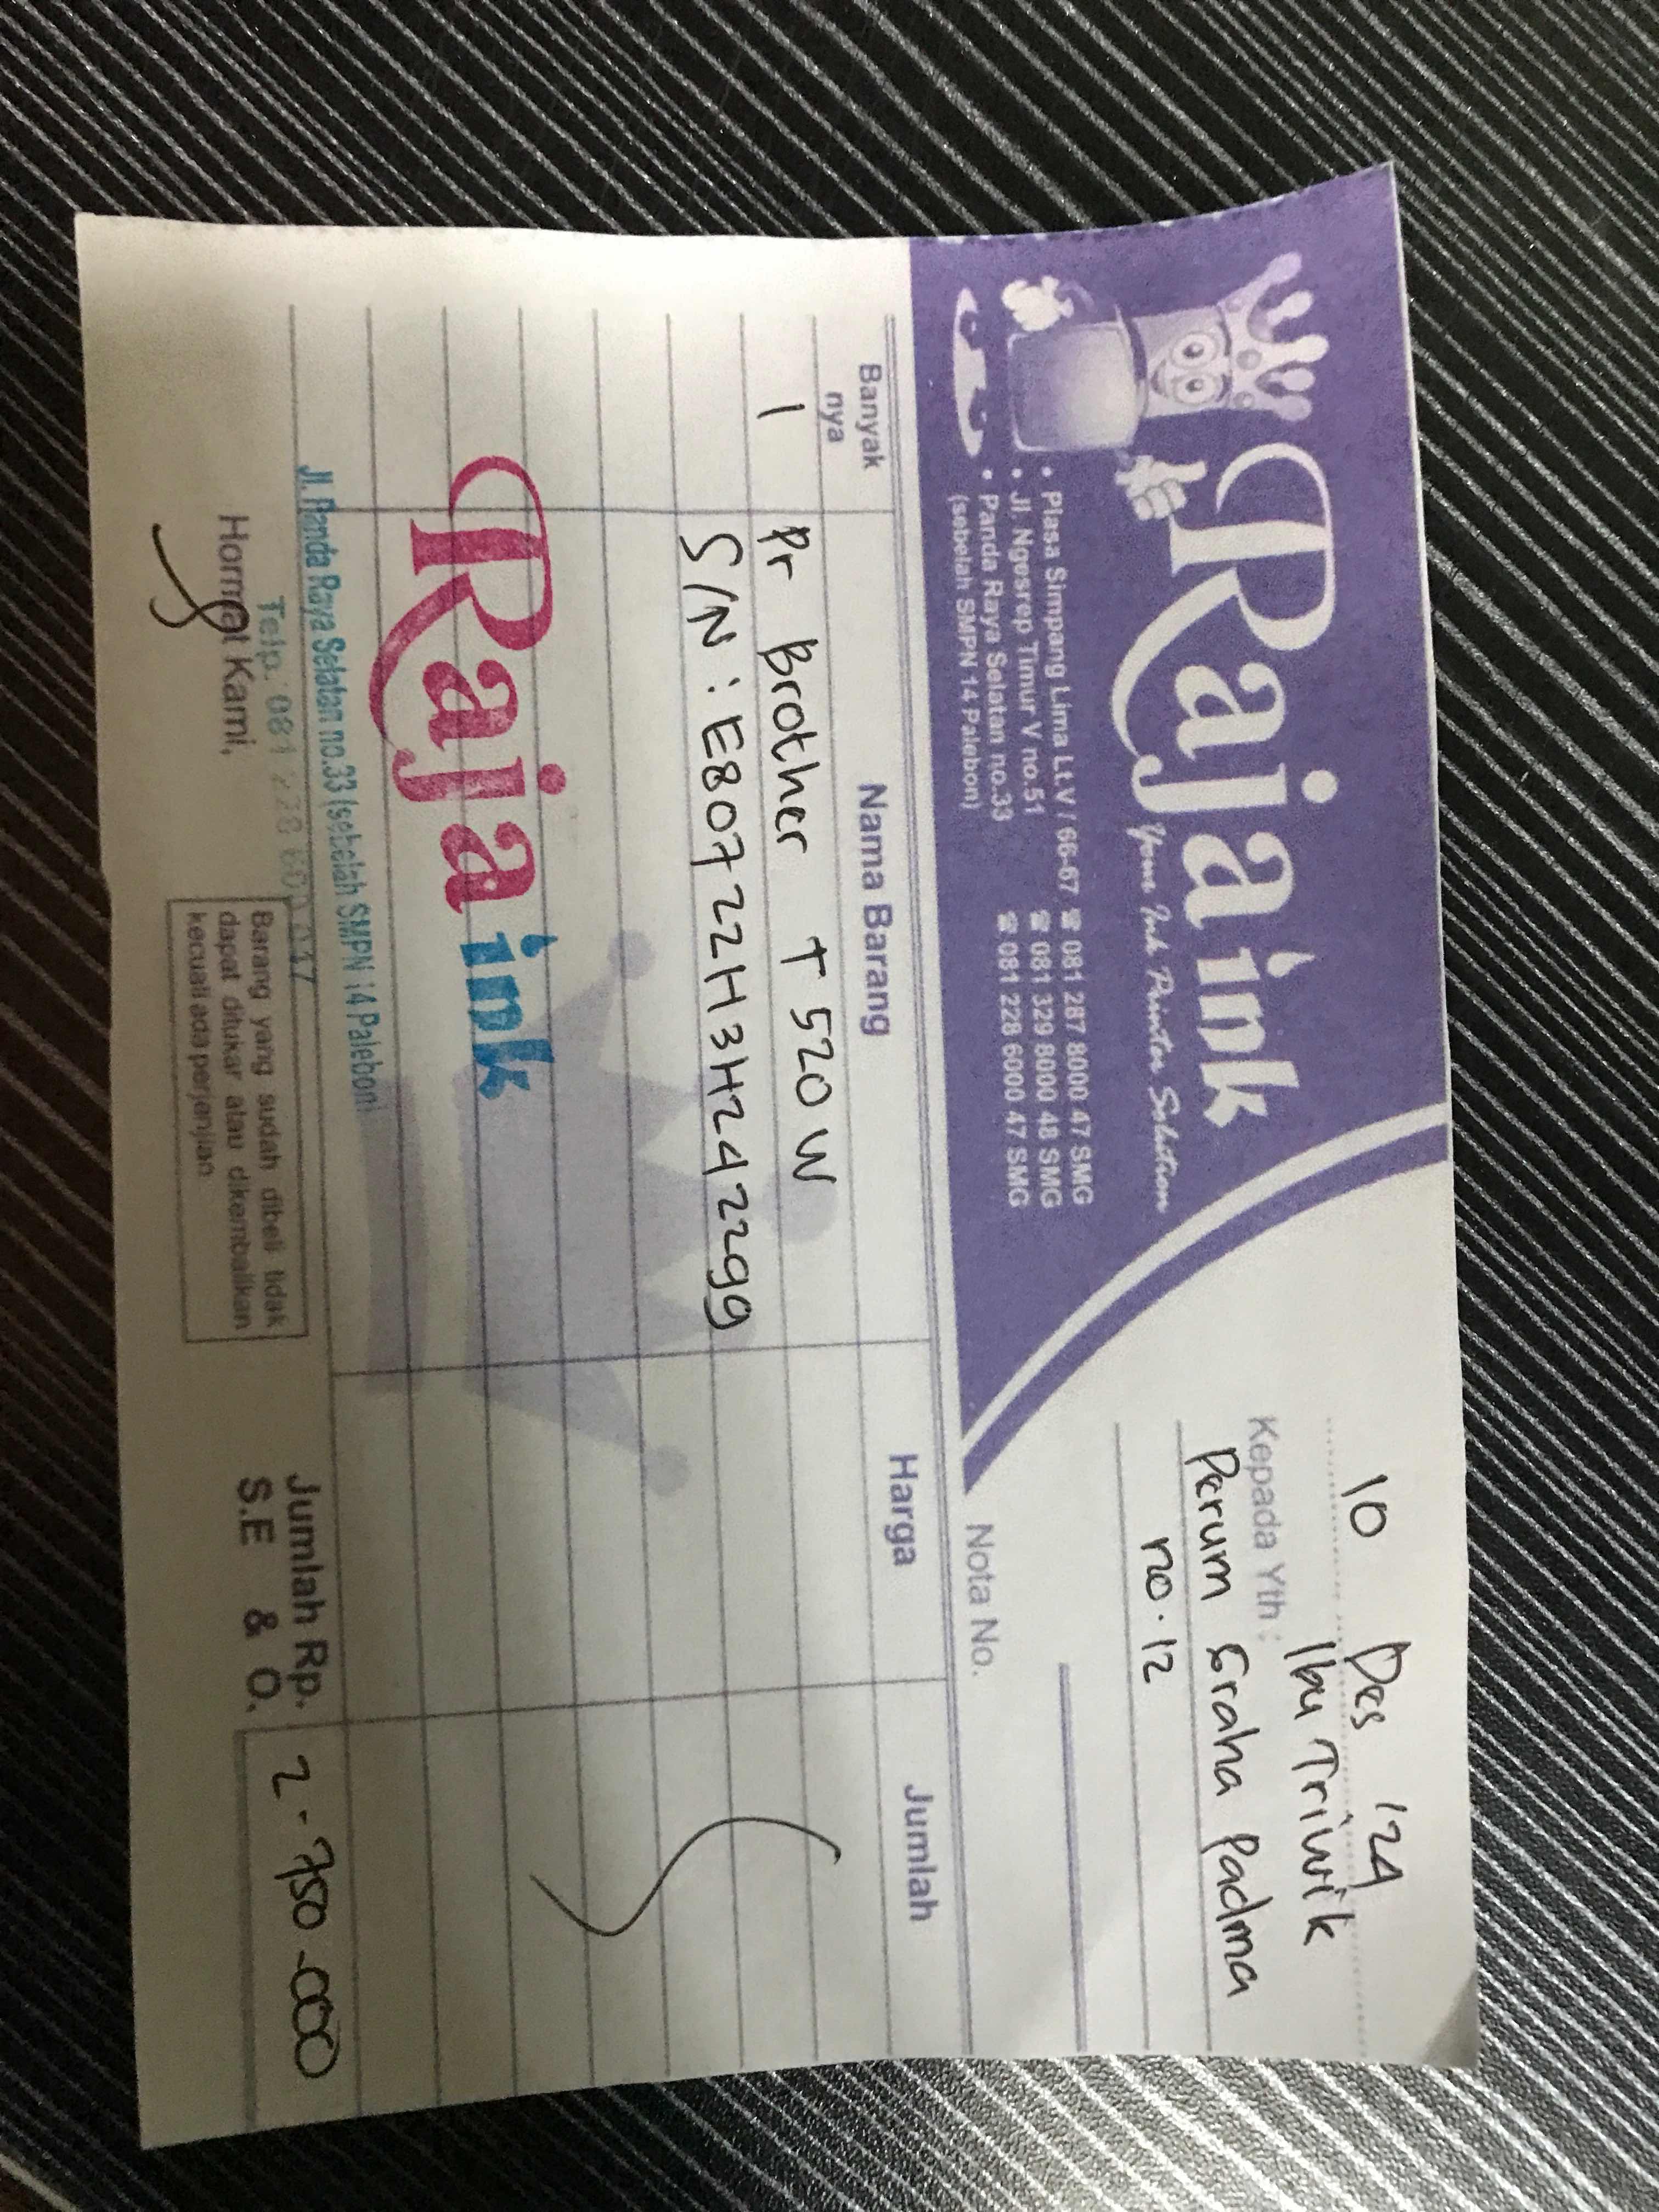 Raja ink
Your Ink Printer Solution
• Plasa Simpang Lima Lt.V / 66-67 ☎ 081 287 8000 47 SMG
• Jl. Ngesrep Timur V no.51 ☎ 081 329 8000 48 SMG
• Panda Raya Selatan no.33 ☎ 081 228 6000 47 SMG
(sebelah SMPN 14 Palebon)
10 Des '24
Kepada Yth : Ibu Triwik
Perum Graha Padma
no.12
Nota No.
Banyak nya Nama Barang Harga Jumlah
1 Pr Brother T 520 W
S/N : E80722H3H242299
Raja ink
Jl. Panda Raya Selatan no.33 (sebelah SMPN 14 Palebon)
Telp. 081 228 6000 47
Hormat Kami,
Barang yang sudah dibeli tidak
dapat ditukar atau dikembalikan
kecuali ada perjanjian
Jumlah Rp. 2.750.000
S.E & O.